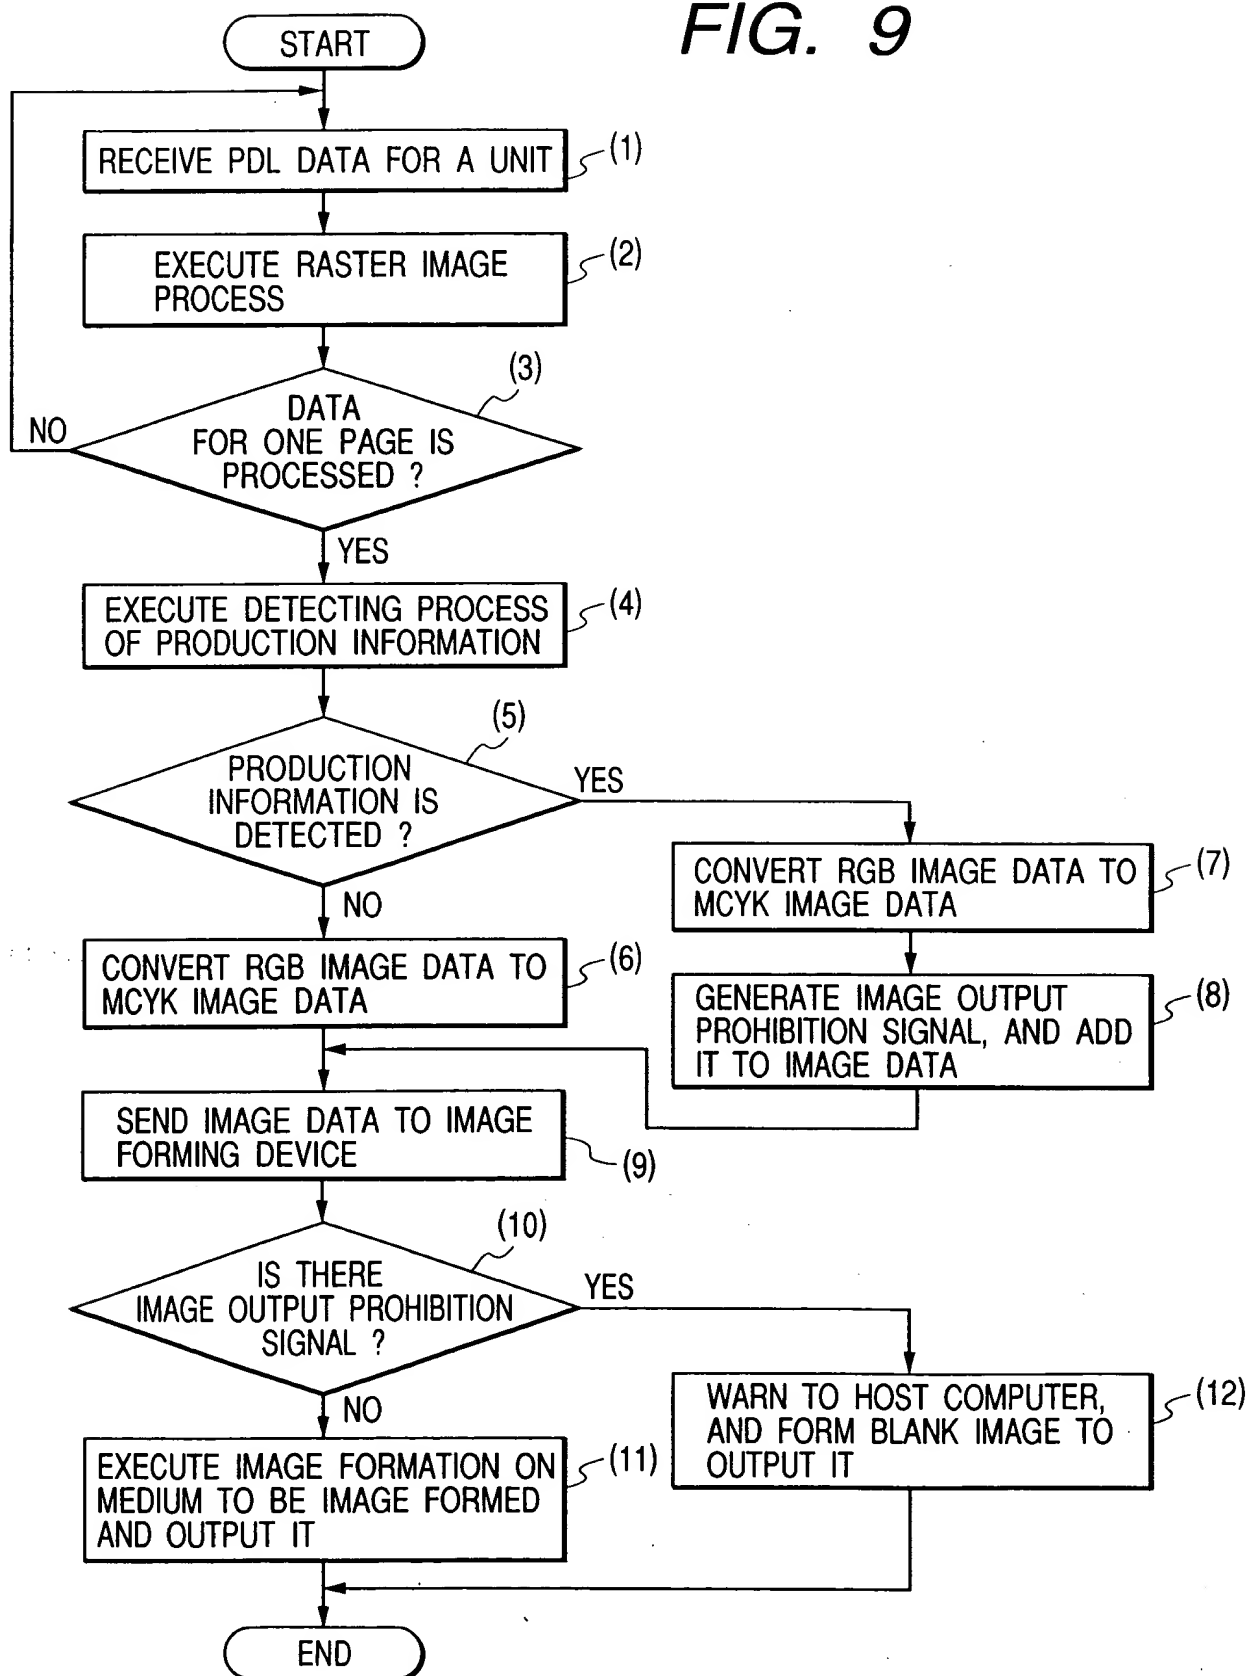 FIG. 9
START
RECEIVE PDL DATA FOR A UNIT
(1)
EXECUTE RASTER IMAGE
PROCESS
(2)
(3)
DATA
FOR ONE PAGE IS
PROCESSED ?
NO
YES
EXECUTE DETECTING PROCESS
OF PRODUCTION INFORMATION
(4)
(5)
PRODUCTION
INFORMATION IS
DETECTED ?
YES
NO
CONVERT RGB IMAGE DATA TO
MCYK IMAGE DATA
(7)
CONVERT RGB IMAGE DATA TO
MCYK IMAGE DATA
(6)
GENERATE IMAGE OUTPUT
PROHIBITION SIGNAL, AND ADD
IT TO IMAGE DATA
(8)
SEND IMAGE DATA TO IMAGE
FORMING DEVICE
(9)
(10)
IS THERE
IMAGE OUTPUT PROHIBITION
SIGNAL ?
YES
NO
WARN TO HOST COMPUTER,
AND FORM BLANK IMAGE TO
OUTPUT IT
(12)
EXECUTE IMAGE FORMATION ON
MEDIUM TO BE IMAGE FORMED
AND OUTPUT IT
(11)
END